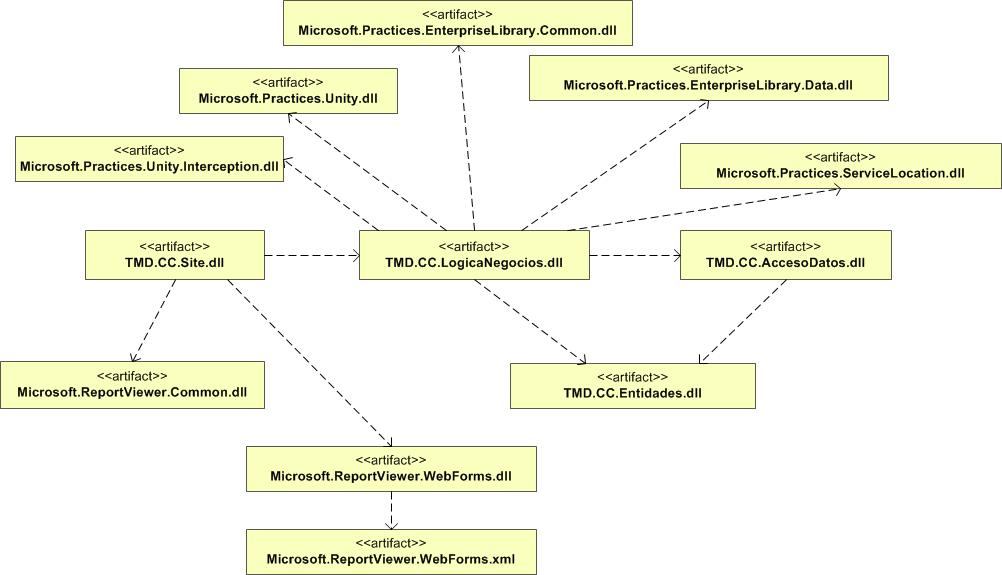 <<artifact>>
Microsoft.Practices.EnterpriseLibrary.Common.dll
<<artifact>>
Microsoft.Practices.EnterpriseLibrary.Data.dll
<<artifact>>
Microsoft.Practices.Unity.dll
<<artifact>>
Microsoft.Practices.Unity.Interception.dll
<<artifact>>
Microsoft.Practices.ServiceLocation.dll
<<artifact>>
TMD.CC.Site.dll
<<artifact>>
TMD.CC.LogicaNegocios.dll
<<artifact>>
TMD.CC.AccesoDatos.dll
<<artifact>>
Microsoft.ReportViewer.Common.dll
<<artifact>>
TMD.CC.Entidades.dll
<<artifact>>
Microsoft.ReportViewer.WebForms.dll
<<artifact>>
Microsoft.ReportViewer.WebForms.xml